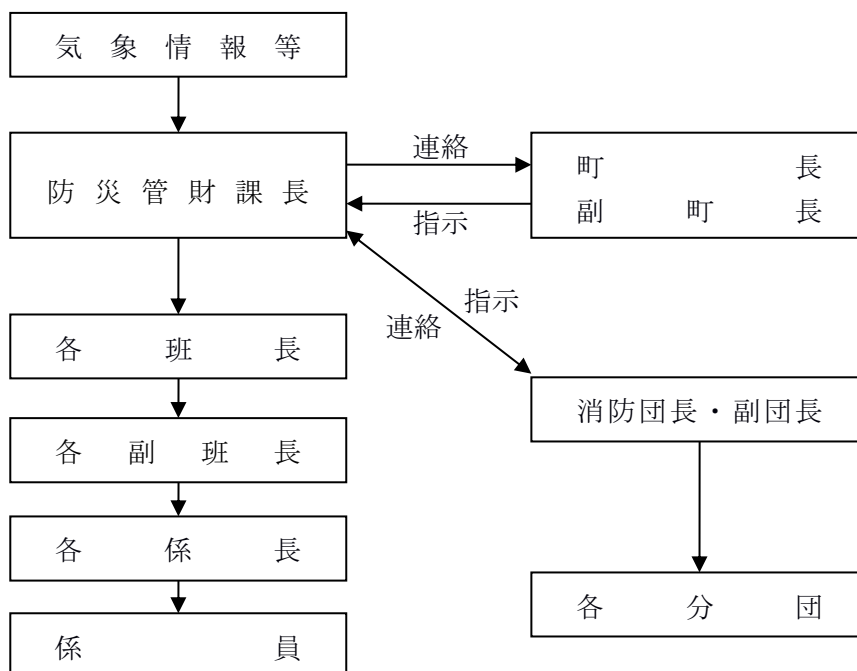 気象情報等
防災管財課長
連絡
指示
町長
副町長
指示
連絡
各班長
各副班長
各係長
係員
消防団長・副団長
各分団